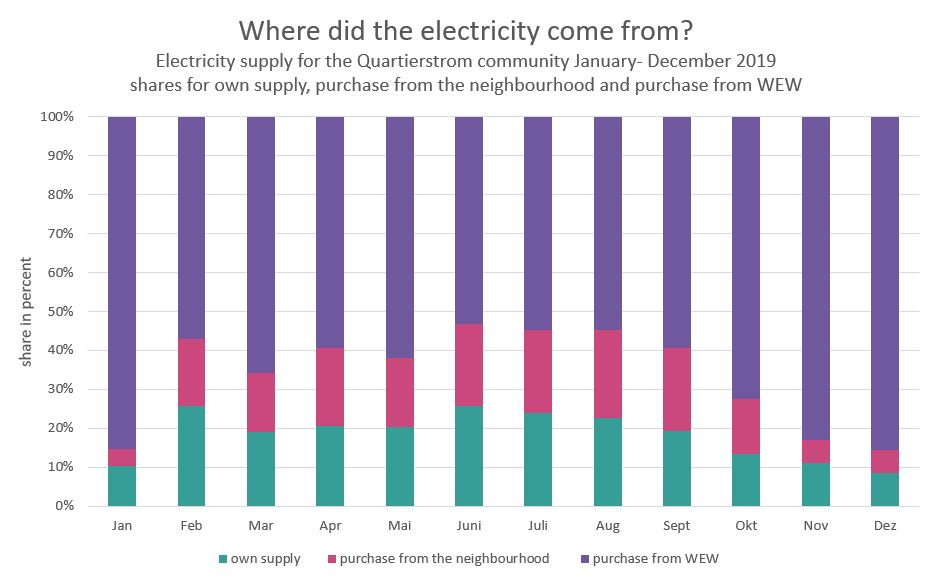 Where did the electricity come from?
Electricity supply for the Quartierstrom community January- December 2019
shares for own supply, purchase from the neighbourhood and purchase from WEW
100%
90%
80%
70%
60%
50%
40%
30%
20%
10%
0%
share in percent
Jan Feb Mar Apr Mai Juni Juli Aug Sept Okt Nov Dez
own supply purchase from the neighbourhood purchase from WEW